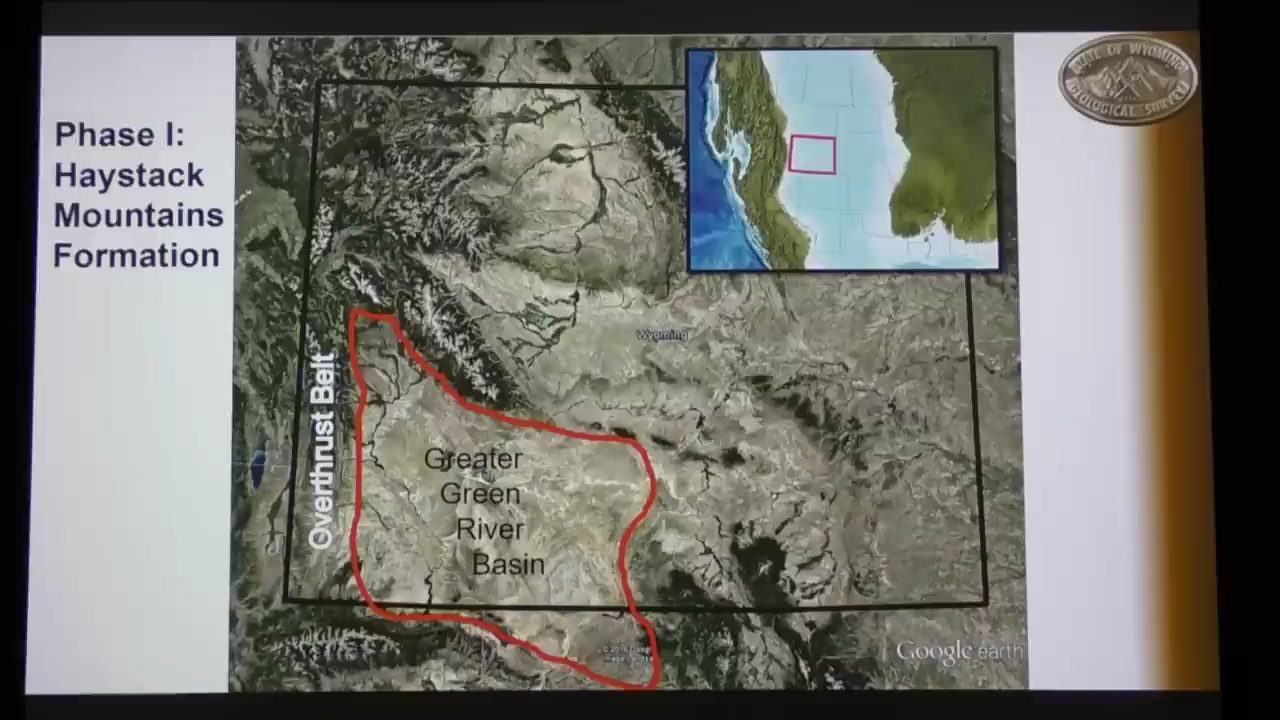 Phase I:
Haystack
Mountains
Formation
STATE OF WYOMING
GEOLOGICAL SURVEY
Wyoming
Overthrust Belt
Greater
Green
River
Basin
Google earth